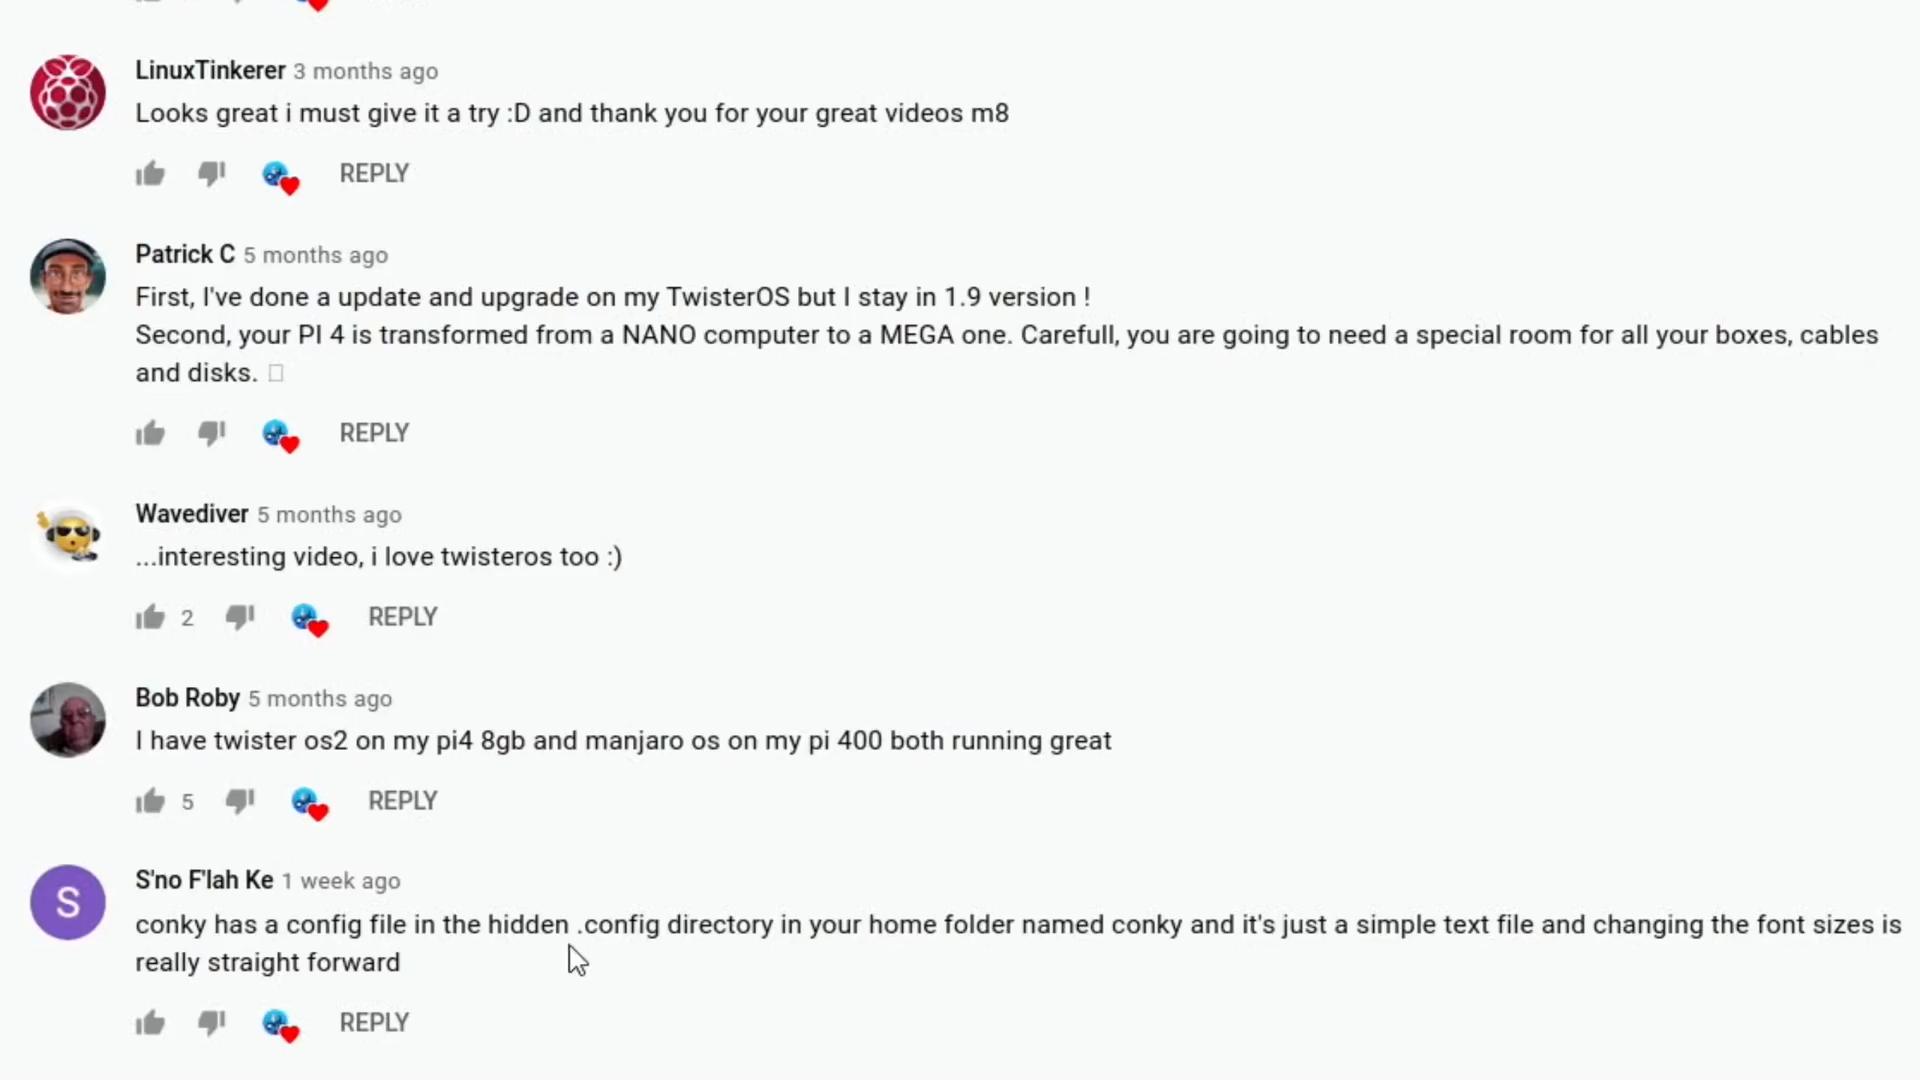 LinuxTinkerer 3 months ago
Looks great i must give it a try :D and thank you for your great videos m8
REPLY
Patrick C 5 months ago
First, I've done a update and upgrade on my TwisterOS but I stay in 1.9 version !
Second, your PI 4 is transformed from a NANO computer to a MEGA one. Carefull, you are going to need a special room for all your boxes, cables
and disks. □
REPLY
Wavediver 5 months ago
...interesting video, i love twisteros too :)
2 REPLY
Bob Roby 5 months ago
I have twister os2 on my pi4 8gb and manjaro os on my pi 400 both running great
5 REPLY
S
S'no F'lah Ke 1 week ago
conky has a config file in the hidden .config directory in your home folder named conky and it's just a simple text file and changing the font sizes is
really straight forward
REPLY